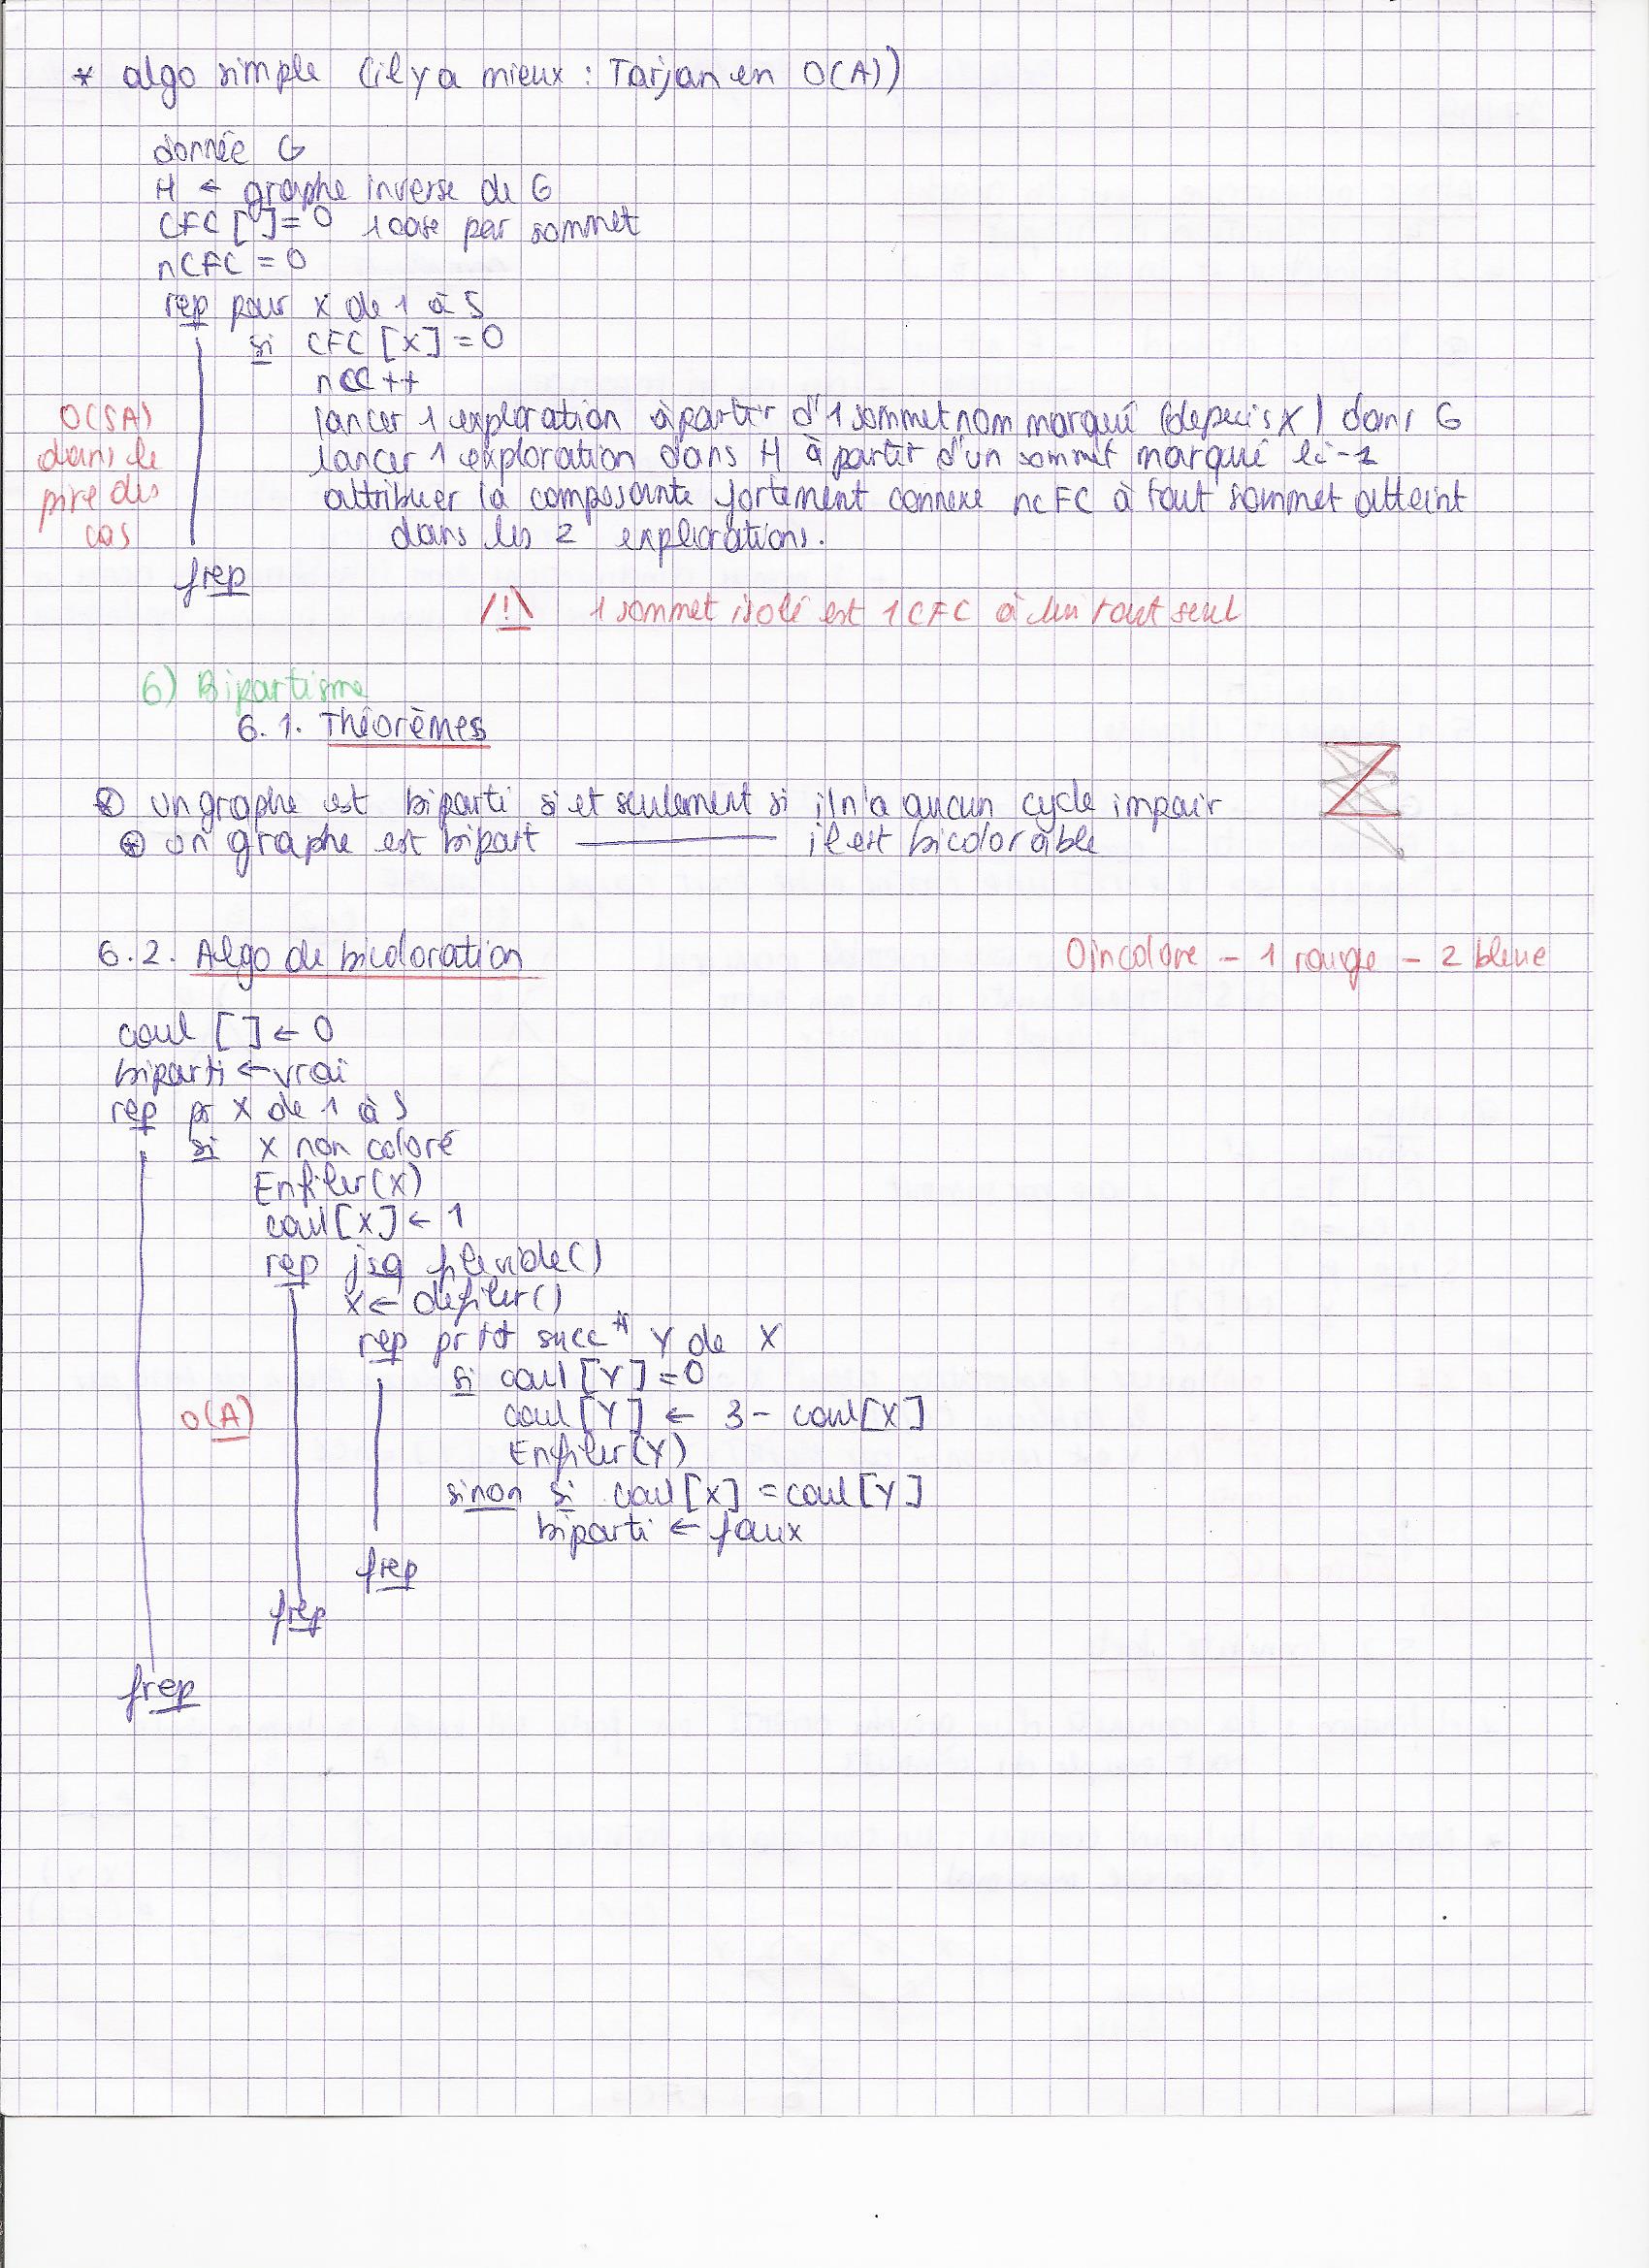 * algo simple (il y a mieux : Tarjan en O(A))
donnée G
H ← graphe inverse de G
CFC [ ] = 0 1 case par sommet
nCFC = 0
rep pour x de 1 à S
si CFC [X] = 0
nCC ++
lancer 1 exploration à partir d'1 sommet non marqué (depuis X) dans G
lancer 1 exploration dans H à partir d'un sommet marqué
attribuer la composante fortement connexe nCFC à tout sommet atteint
dans les 2 explorations.
frep
O(SA)
dans le
pire des
cas
/!\ 1 sommet isolé est 1 CFC à lui tout seul
6) Bipartisme
6.1. Théorèmes
* un graphe est biparti si et seulement si il n'a aucun cycle impair
* un graphe est bipart ———— il est bicolorable
6.2. Algo de bicoloration
0 incolore - 1 rouge - 2 bleue
coul [ ] ← 0
biparti ← vrai
rep pr X de 1 à S
si x non coloré
Enfiler(X)
coul [X] ← 1
rep jsq filevide()
X ← defiler()
rep pr tt succ Y de X
si coul [Y] = 0
coul [Y] ← 3 - coul[X]
Enfiler(Y)
sinon si coul [X] = coul [Y]
biparti ← faux
frep
frep
frep
O(A)